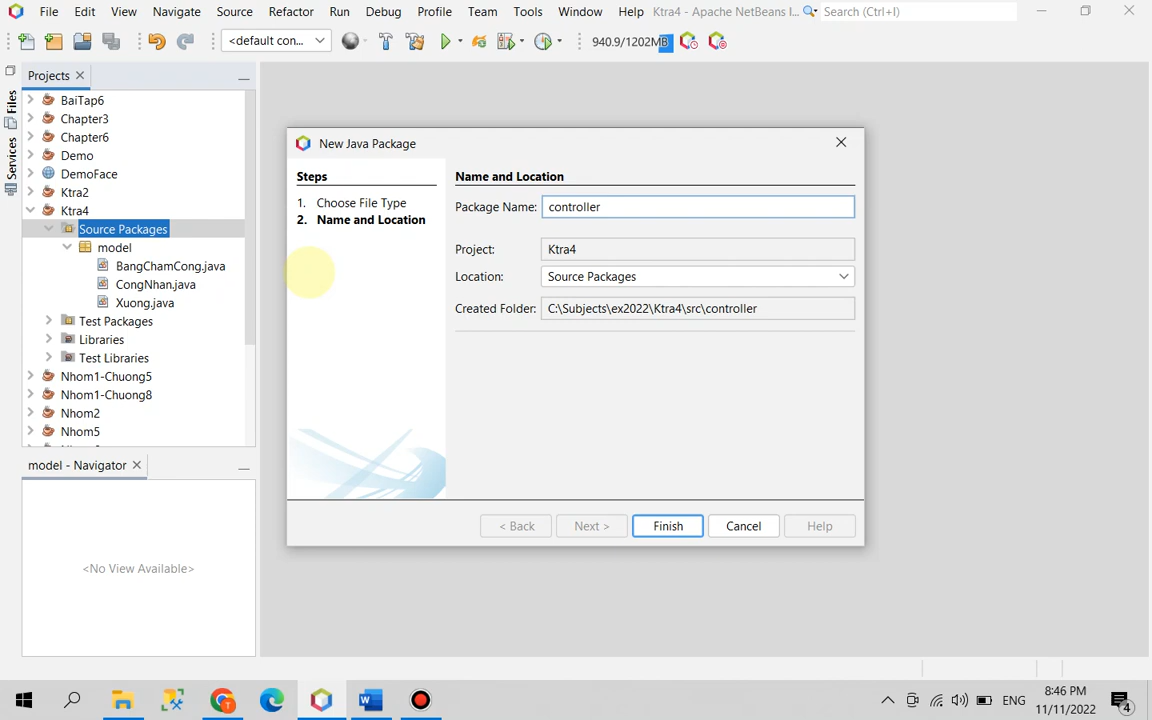 File Edit View Navigate Source Refactor Run Debug Profile Team Tools Window Help Ktra4 - Apache NetBeans I... Search (Ctrl+I)
<default con... 940.9/1202MB
Projects
Files
Services
BaiTap6
Chapter3
Chapter6
Demo
DemoFace
Ktra2
Ktra4
Source Packages
model
BangChamCong.java
CongNhan.java
Xuong.java
Test Packages
Libraries
Test Libraries
Nhom1-Chuong5
Nhom1-Chuong8
Nhom2
Nhom5
model - Navigator
<No View Available>
New Java Package
Steps
1. Choose File Type
2. Name and Location
Name and Location
Package Name: controller
Project: Ktra4
Location: Source Packages
Created Folder: C:\Subjects\ex2022\Ktra4\src\controller
< Back Next > Finish Cancel Help
ENG
8:46 PM
11/11/2022
4